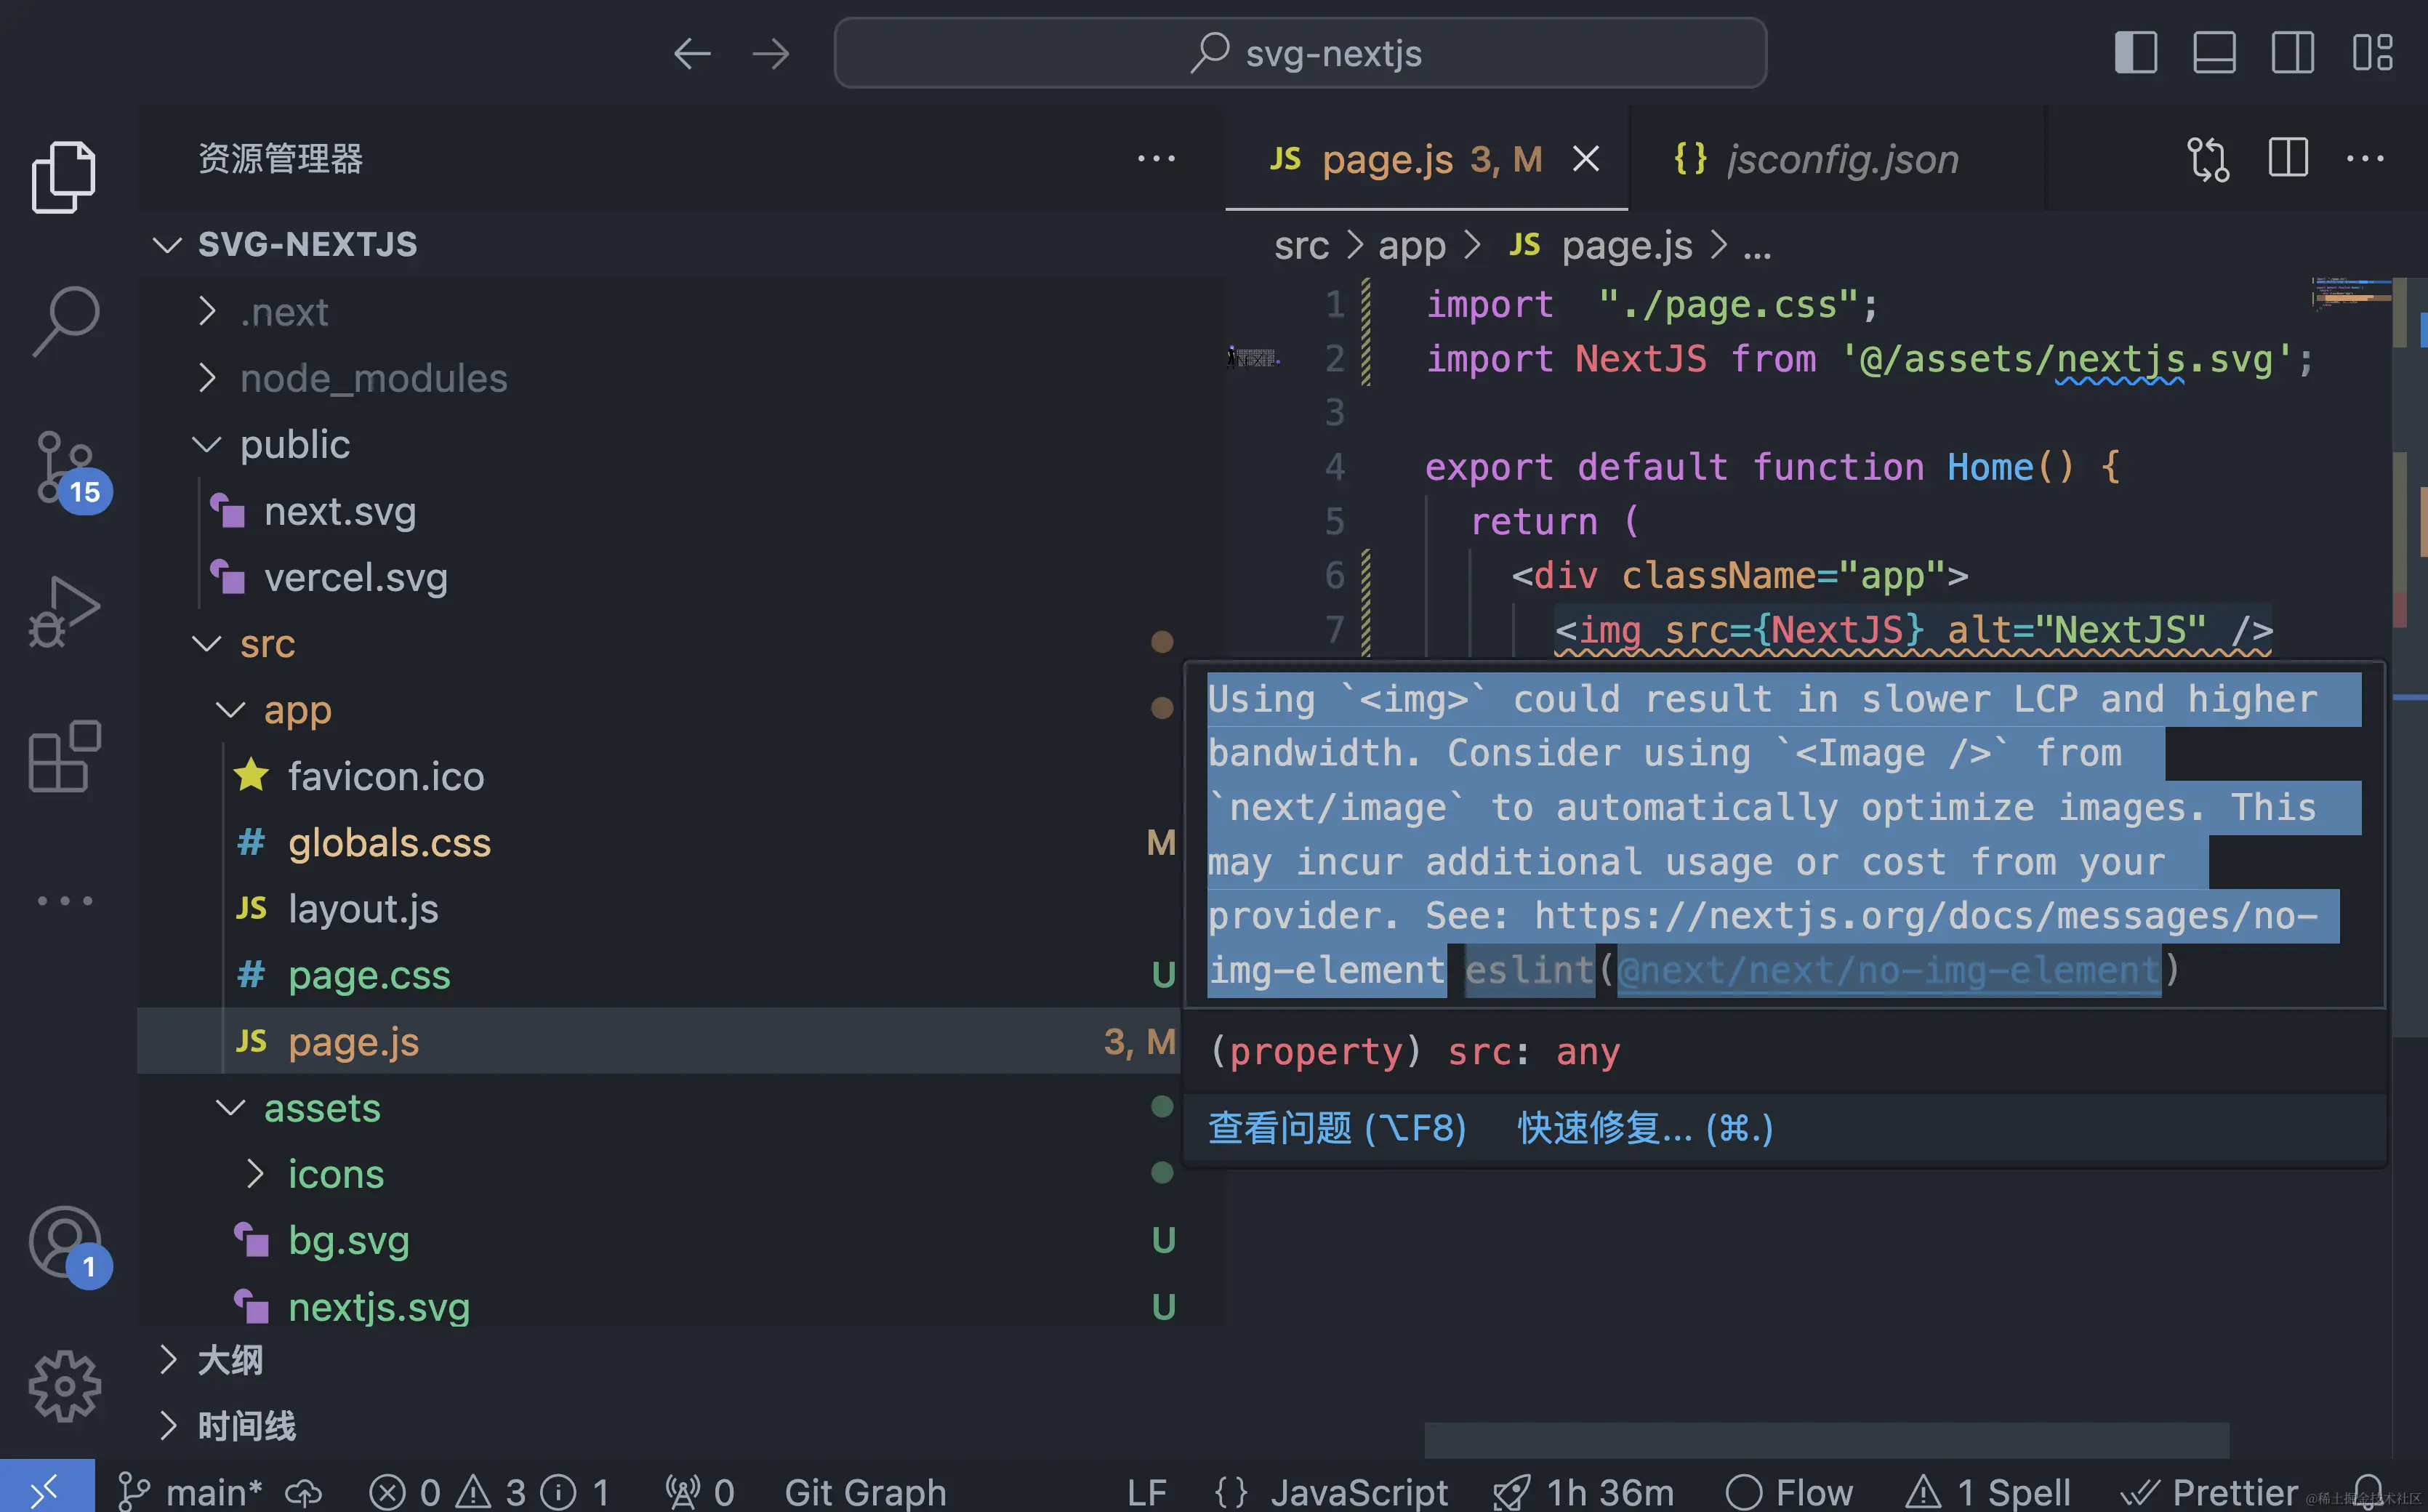 svg-nextjs
资源管理器
SVG-NEXTJS
.next
node_modules
public
next.svg
vercel.svg
src
app
favicon.ico
globals.css M
layout.js
page.css U
page.js 3, M
assets
icons
bg.svg U
nextjs.svg U
大纲
时间线
15
1
JS page.js 3, M
{} jsconfig.json
src > app > JS page.js > ...
1 import "./page.css";
2 import NextJS from '@/assets/nextjs.svg';
3
4 export default function Home() {
5 return (
6 <div className="app">
7 <img src={NextJS} alt="NextJS" />
Using `<img>` could result in slower LCP and higher
bandwidth. Consider using `<Image />` from
`next/image` to automatically optimize images. This
may incur additional usage or cost from your
provider. See: https://nextjs.org/docs/messages/no-
img-element eslint(@next/next/no-img-element)
(property) src: any
查看问题 (⌥F8) 快速修复... (⌘.)
main* 0 3 1 0 Git Graph LF {} JavaScript 1h 36m Flow 1 Spell Prettier
@稀土掘金技术社区